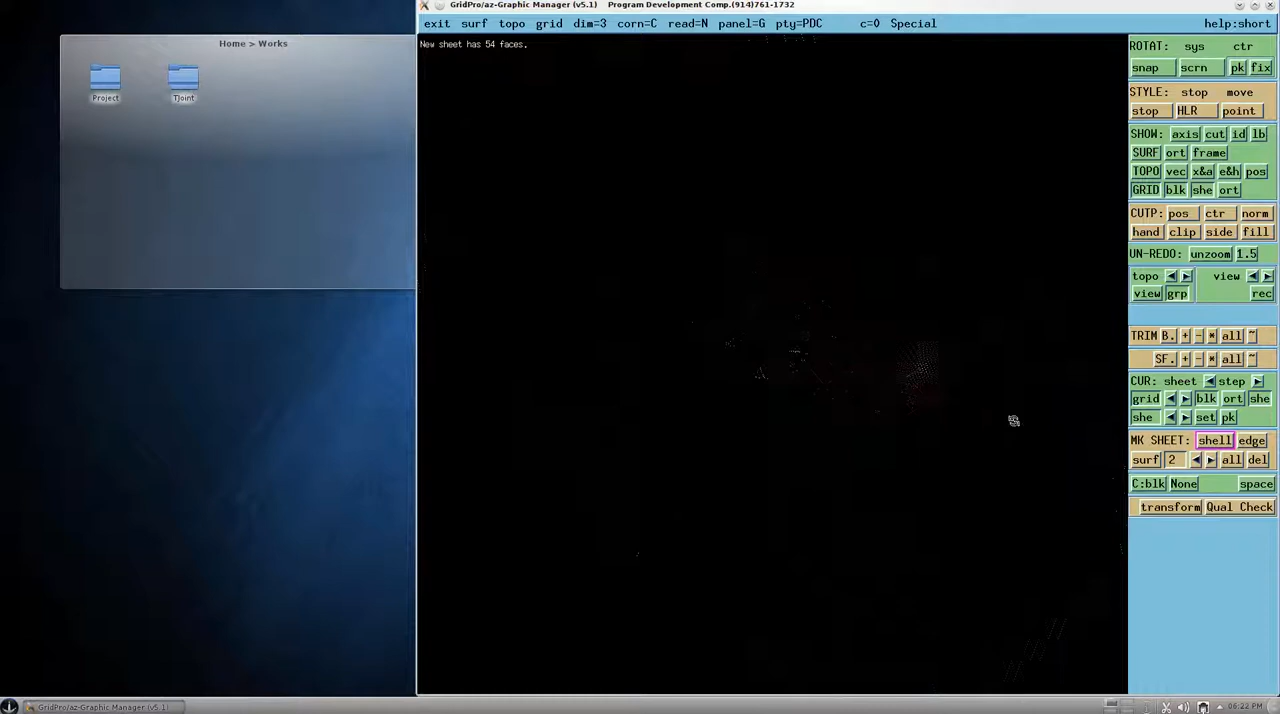 GridPro/az-Graphic Manager (v5.1) Program Development Comp.(914)761-1732
exit surf topo grid dim=3 corn=C read=N panel=G pty=PDC c=0 Special help:short
New sheet has 54 faces.
Home > Works
Project TJoint
ROTAT: sys ctr
snap scrn pk fix
STYLE: stop move
stop HLR point
SHOW: axis cut id lb
SURF ort frame
TOPO vec x&a e&h pos
GRID blk she ort
CUTP: pos ctr norm
hand clip side fill
UN-REDO: unzoom 1.5
topo view
view grp rec
TRIM B. + - * all ~
SF. + - * all ~
CUR: sheet step
grid blk ort she
she set pk
MK SHEET: shell edge
surf 2 all del
C:blk None space
transform Qual Check
GridPro/az-Graphic Manager (v5.1) 06:22 PM